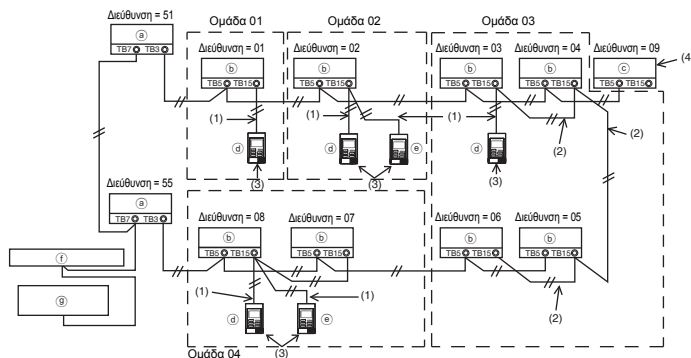 Διεύθυνση = 51
ⓐ
TB7 TB3
Ομάδα 01
Διεύθυνση = 01
ⓑ
TB5 TB15
(1)
ⓓ
(3)
Ομάδα 02
Διεύθυνση = 02
ⓑ
TB5 TB15
(1)
(1)
ⓓ
ⓔ
(3)
Ομάδα 03
Διεύθυνση = 03
ⓑ
TB5 TB15
ⓓ
(3)
Διεύθυνση = 04
ⓑ
TB5 TB15
(2)
Διεύθυνση = 09
ⓒ
TB5 TB15
(4
(2)
Διεύθυνση = 55
ⓐ
TB7 TB3
ⓕ
ⓖ
Διεύθυνση = 08
ⓑ
TB5 TB15
Διεύθυνση = 07
ⓑ
TB5 TB15
(1)
(1)
ⓓ
ⓔ
(3)
Ομάδα 04
Διεύθυνση = 06
ⓑ
TB5 TB15
Διεύθυνση = 05
ⓑ
TB5 TB15
(2)